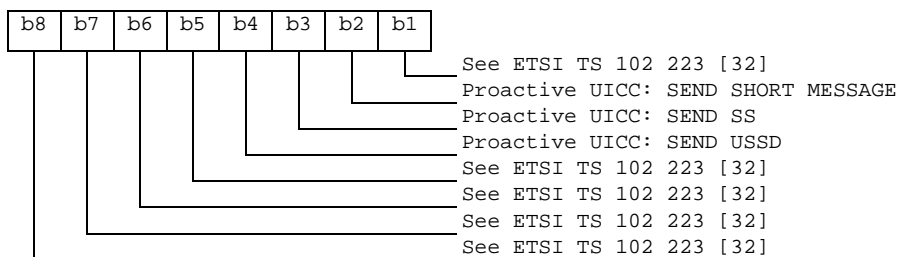 b8 b7 b6 b5 b4 b3 b2 b1
See ETSI TS 102 223 [32]
Proactive UICC: SEND SHORT MESSAGE
Proactive UICC: SEND SS
Proactive UICC: SEND USSD
See ETSI TS 102 223 [32]
See ETSI TS 102 223 [32]
See ETSI TS 102 223 [32]
See ETSI TS 102 223 [32]